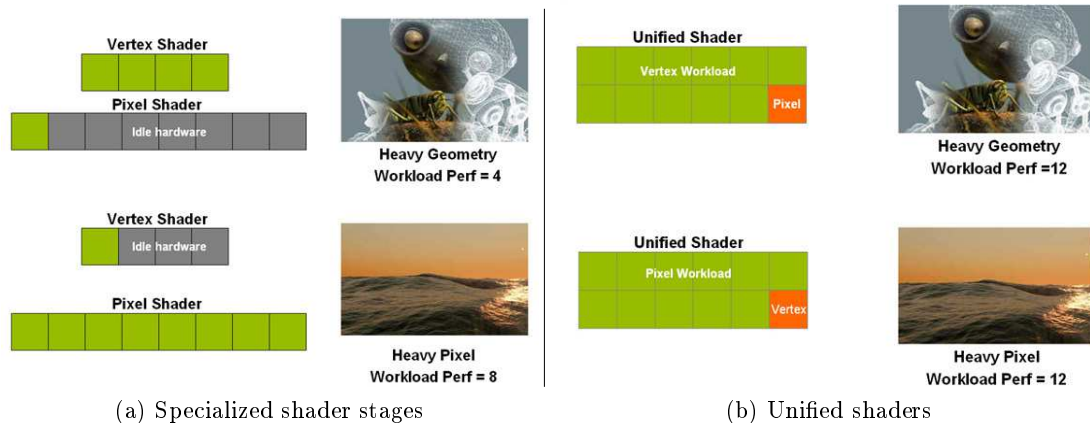 Vertex Shader
Pixel Shader
Idle hardware
Heavy Geometry
Workload Perf = 4
Vertex Shader
Idle hardware
Pixel Shader
Heavy Pixel
Workload Perf = 8
(a) Specialized shader stages
Unified Shader
Vertex Workload
Pixel
Heavy Geometry
Workload Perf =12
Unified Shader
Pixel Workload
Vertex
Heavy Pixel
Workload Perf = 12
(b) Unified shaders